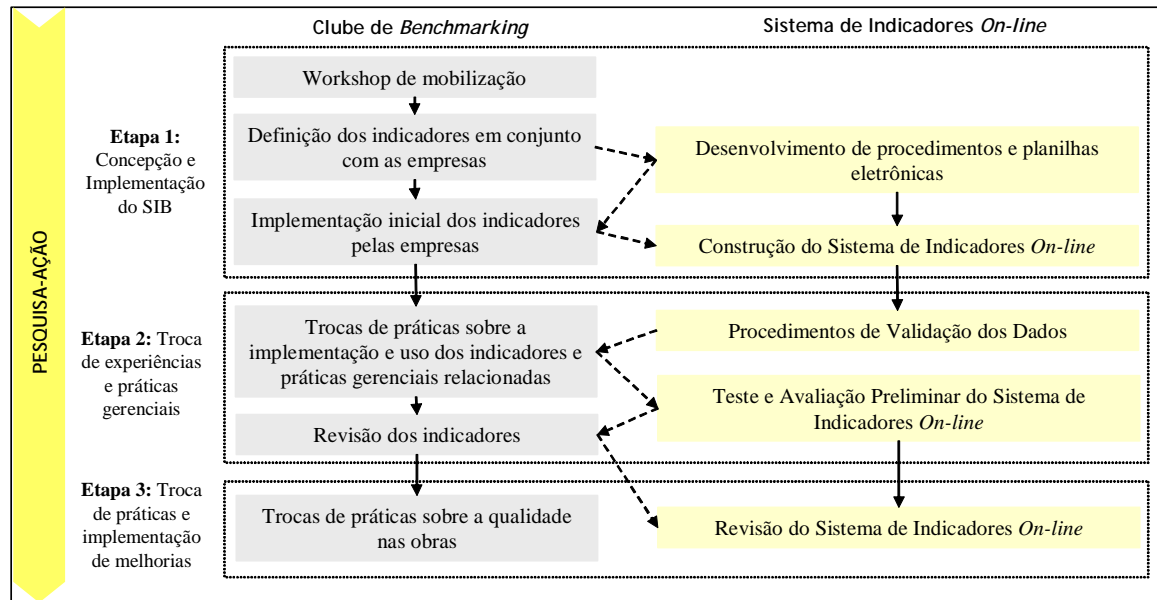 Clube de Benchmarking
Sistema de Indicadores On-line
PESQUISA-AÇÃO
Etapa 1:
Concepção e
Implementação
do SIB
Workshop de mobilização
Definição dos indicadores em conjunto
com as empresas
Implementação inicial dos indicadores
pelas empresas
Desenvolvimento de procedimentos e planilhas
eletrônicas
Construção do Sistema de Indicadores On-line
Etapa 2: Troca
de experiências
e práticas
gerenciais
Trocas de práticas sobre a
implementação e uso dos indicadores e
práticas gerenciais relacionadas
Revisão dos indicadores
Procedimentos de Validação dos Dados
Teste e Avaliação Preliminar do Sistema de
Indicadores On-line
Etapa 3: Troca
de práticas e
implementação
de melhorias
Trocas de práticas sobre a qualidade
nas obras
Revisão do Sistema de Indicadores On-line